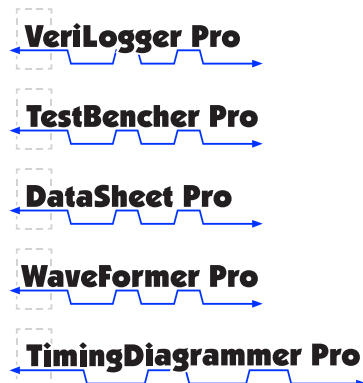 VeriLogger Pro
TestBencher Pro
DataSheet Pro
WaveFormer Pro
TimingDiagrammer Pro